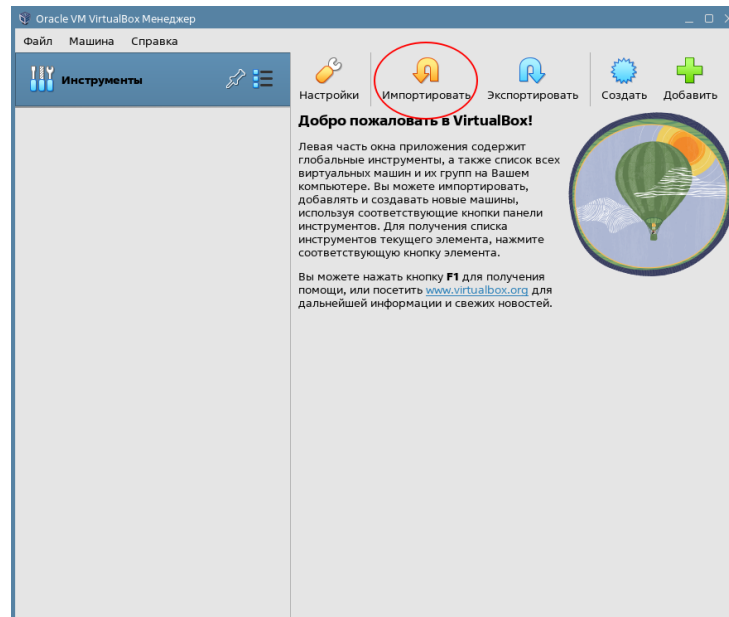 Oracle VM VirtualBox Менеджер
Файл Машина Справка
Инструменты
Настройки Импортировать Экспортировать Создать Добавить
Добро пожаловать в VirtualBox!
Левая часть окна приложения содержит
глобальные инструменты, а также список всех
виртуальных машин и их групп на Вашем
компьютере. Вы можете импортировать,
добавлять и создавать новые машины,
используя соответствующие кнопки панели
инструментов. Для получения списка
инструментов текущего элемента, нажмите
соответствующую кнопку элемента.
Вы можете нажать кнопку F1 для получения
помощи, или посетить www.virtualbox.org для
дальнейшей информации и свежих новостей.